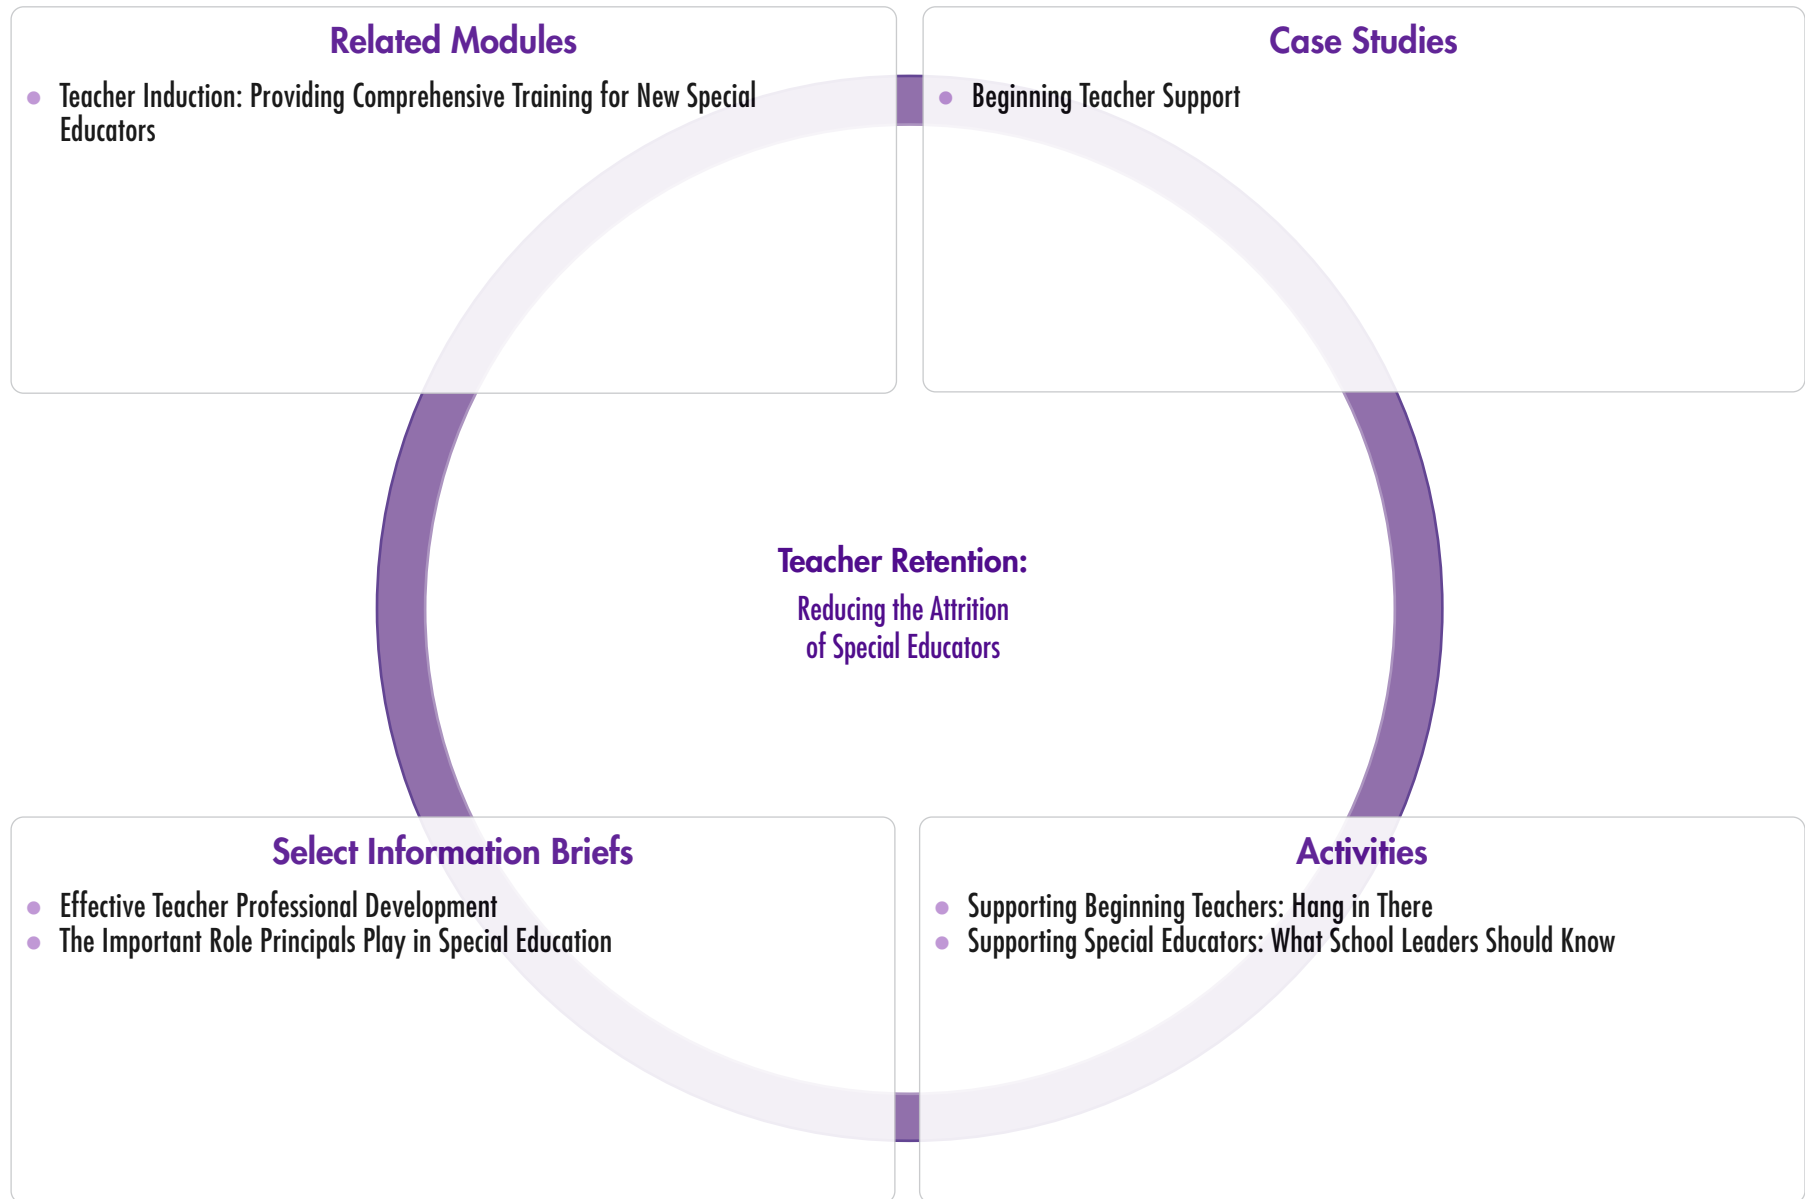 Related Modules
Teacher Induction: Providing Comprehensive Training for New Special
Educators
Case Studies
Beginning Teacher Support
Teacher Retention:
Reducing the Attrition
of Special Educators
Select Information Briefs
Effective Teacher Professional Development
The Important Role Principals Play in Special Education
Activities
Supporting Beginning Teachers: Hang in There
Supporting Special Educators: What School Leaders Should Know